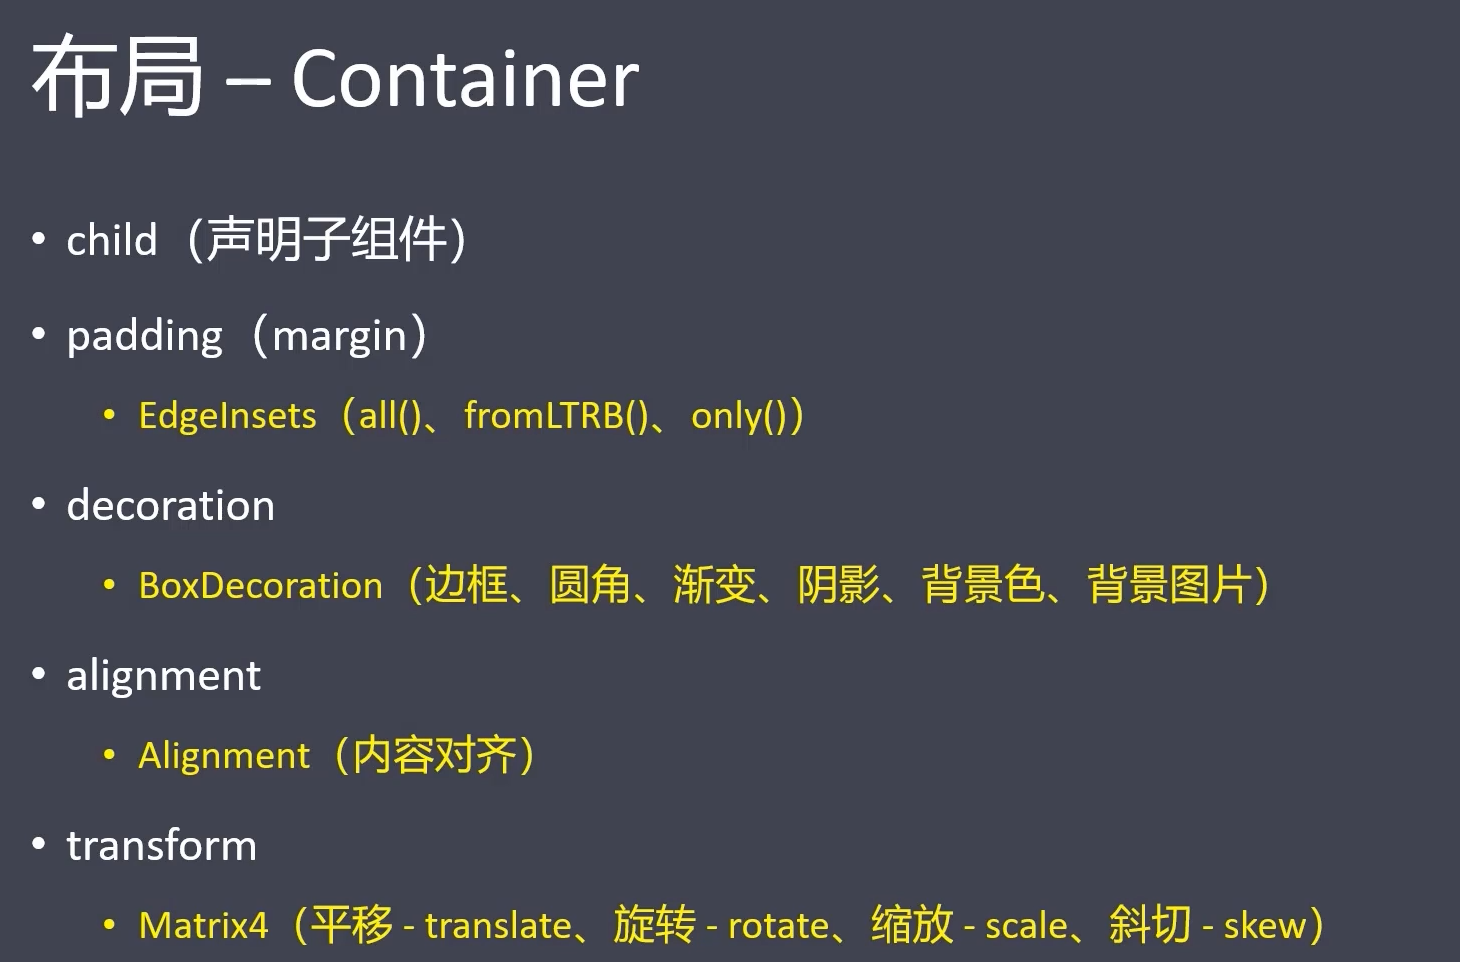 布局 – Container
• child（声明子组件）
• padding（margin）
• EdgeInsets（all()、fromLTRB()、only()）
• decoration
• BoxDecoration（边框、圆角、渐变、阴影、背景色、背景图片）
• alignment
• Alignment（内容对齐）
• transform
• Matrix4（平移 - translate、旋转 - rotate、缩放 - scale、斜切 - skew）